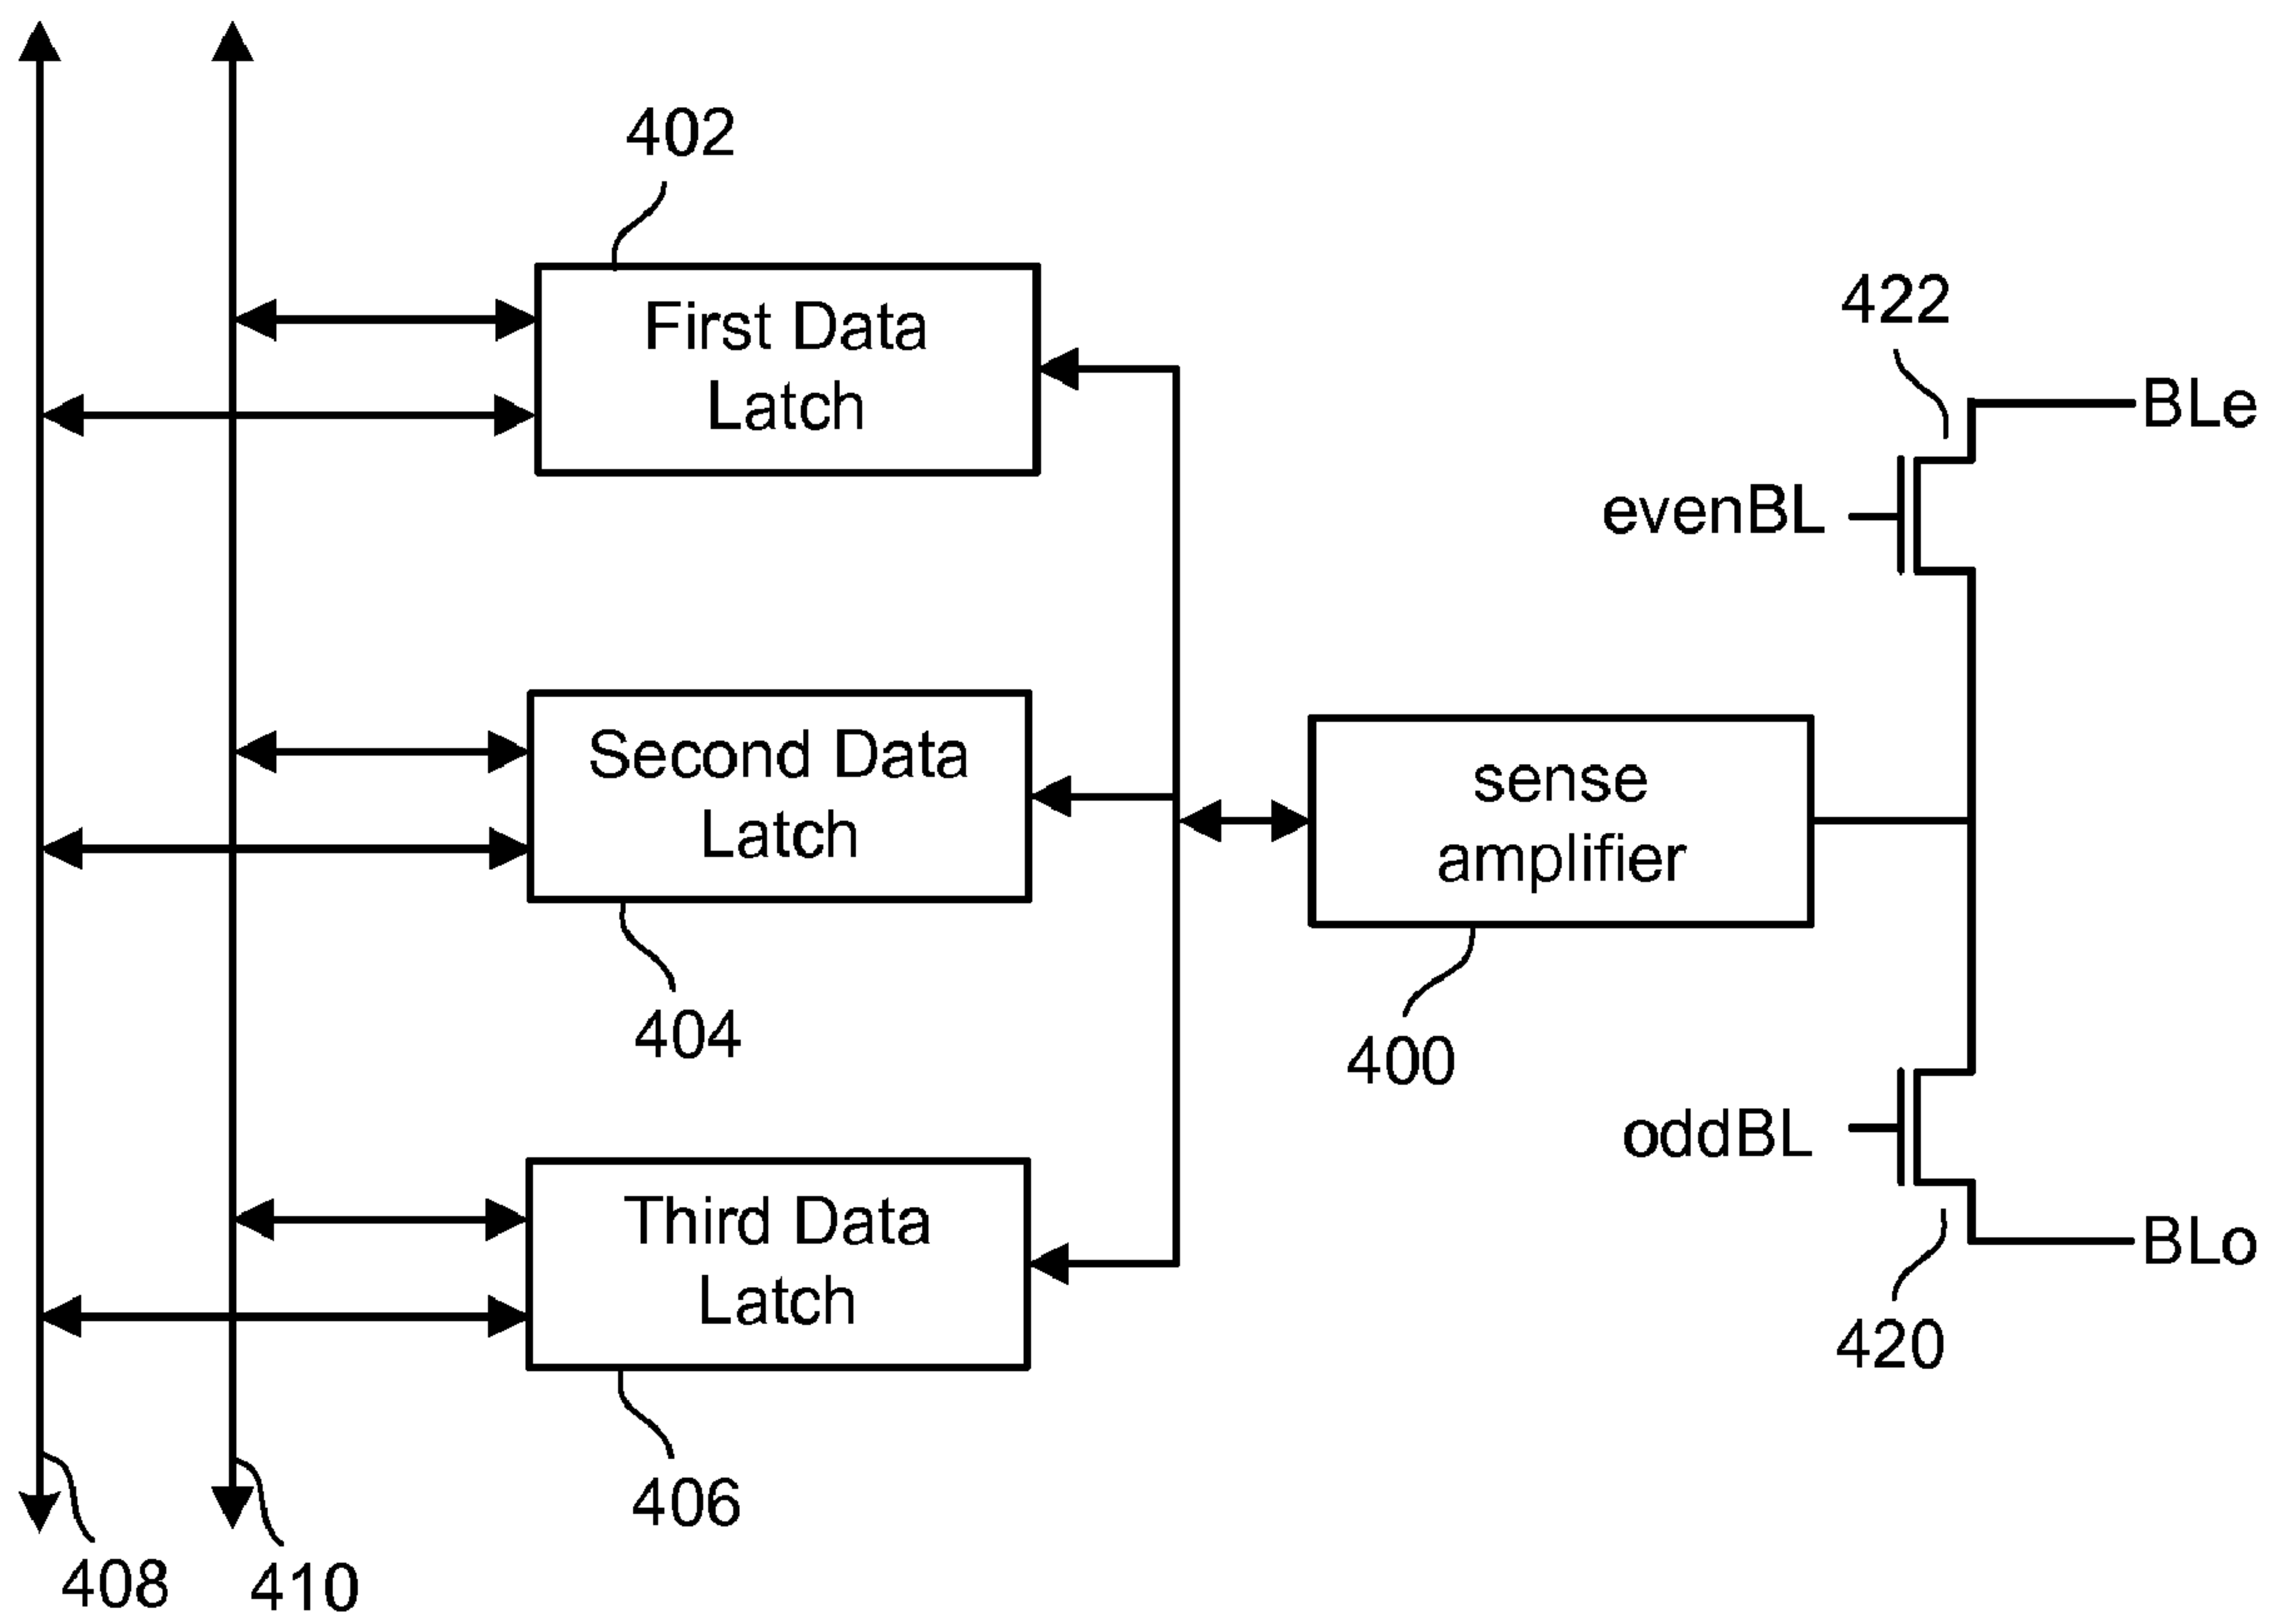 402
First Data
Latch
422
BLe
evenBL
Second Data
Latch
sense
amplifier
404
400
oddBL
Third Data
Latch
BLo
420
406
408
410